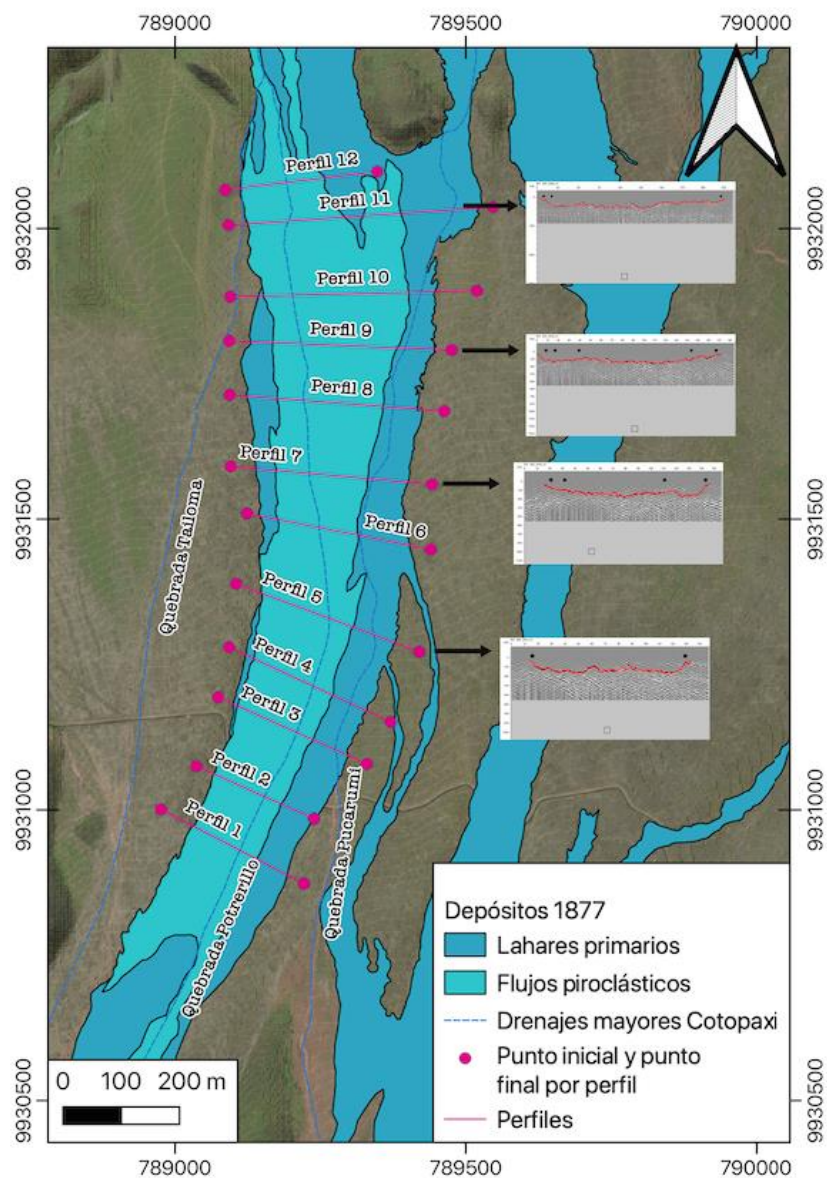 789000
789500
790000
9932000
9931500
9931000
9930500
9932000
9931500
9931000
9930500
Perfil 12
Perfil 11
Perfil 10
Perfil 9
Perfil 8
Perfil 7
Perfil 6
Perfil 5
Perfil 4
Perfil 3
Perfil 2
Perfil 1
Quebrada Tailoma
Quebrada Potrerillo
Quebrada Pucarumi
Depósitos 1877
Lahares primarios
Flujos piroclásticos
Drenajes mayores Cotopaxi
Punto inicial y punto
final por perfil
Perfiles
0 100 200 m
789000
789500
790000